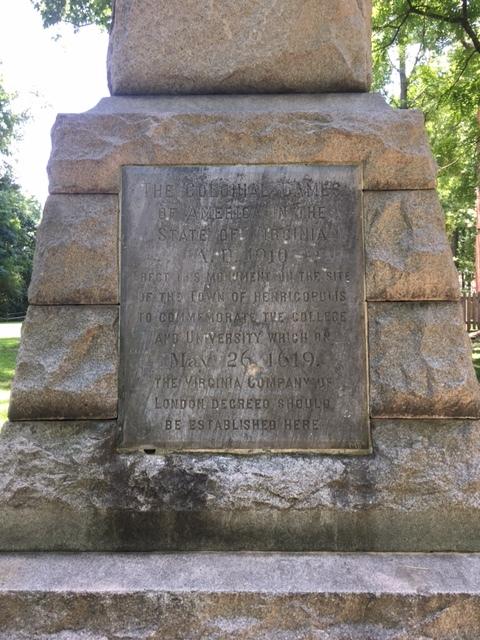 THE COLONIAL DAMES
OF AMERICA IN THE
STATE OF VIRGINIA
A. D. 1910
ERECT THIS MONUMENT ON THE SITE
OF THE TOWN OF HENRICOPOLIS
TO COMMEMORATE THE COLLEGE
AND UNIVERSITY WHICH ON
MAY 26, 1619.
THE VIRGINIA COMPANY OF
LONDON DECREED SHOULD
BE ESTABLISHED HERE